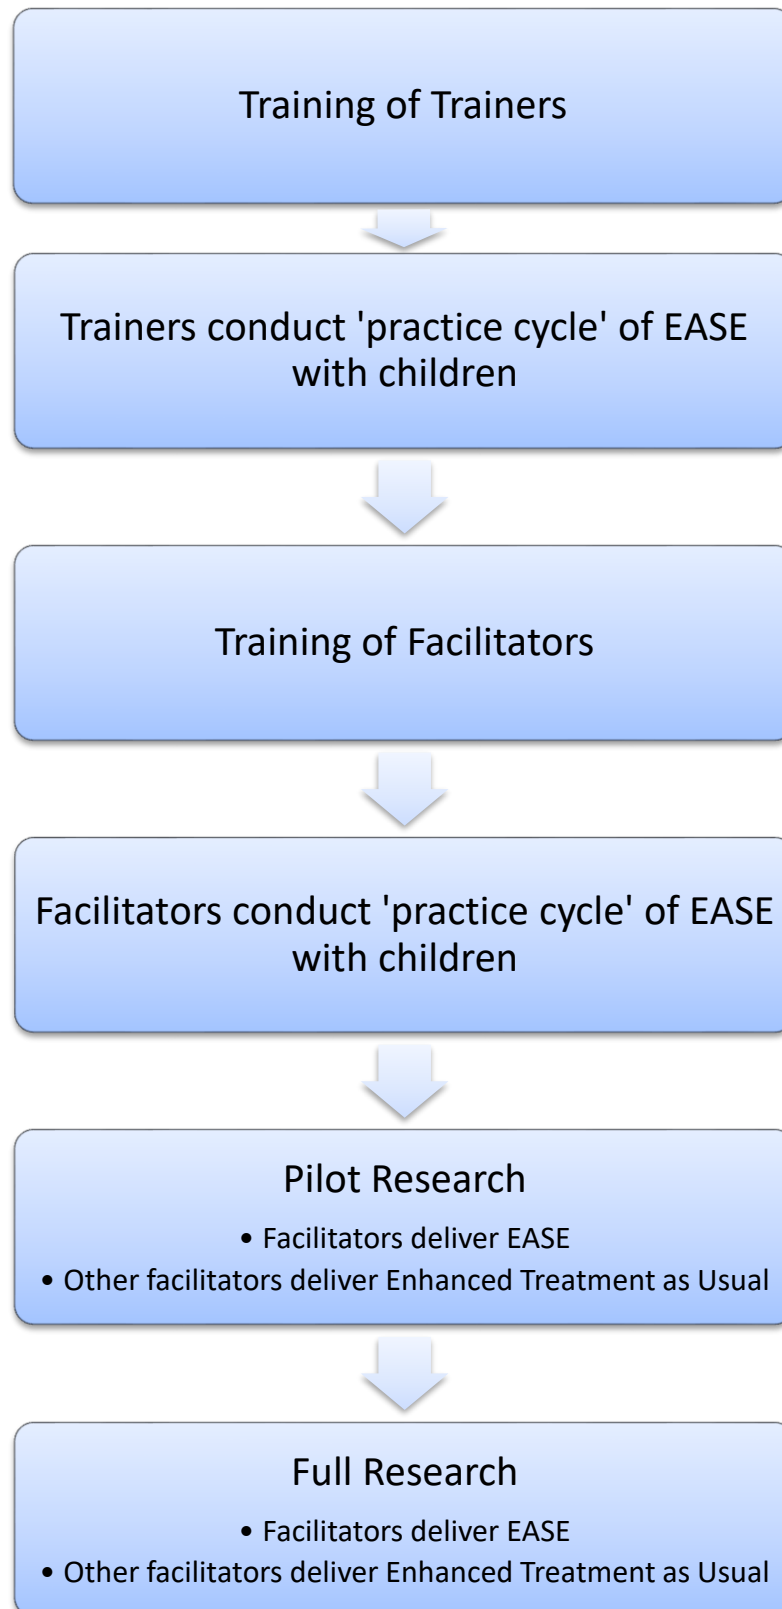 Training of Trainers
Trainers conduct 'practice cycle' of EASE
with children
Training of Facilitators
Facilitators conduct 'practice cycle' of EASE
with children
Pilot Research
• Facilitators deliver EASE
• Other facilitators deliver Enhanced Treatment as Usual
Full Research
• Facilitators deliver EASE
• Other facilitators deliver Enhanced Treatment as Usual